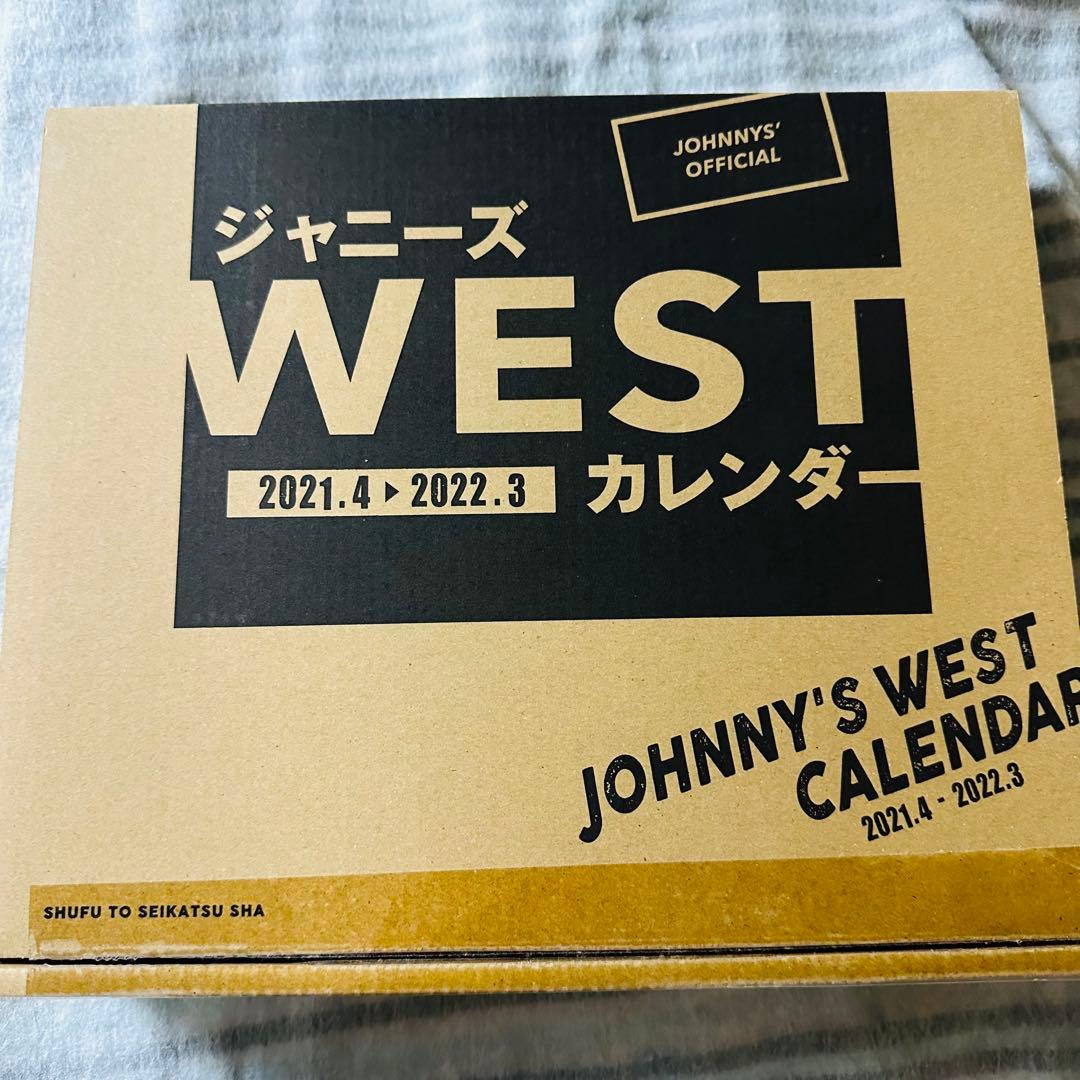 JOHNNYS'
OFFICIAL
ジャニーズ
WEST
2021.4 ▶ 2022.3
カレンダー
JOHNNY'S WEST
CALENDAR
2021.4 - 2022.3
SHUFU TO SEIKATSU SHA